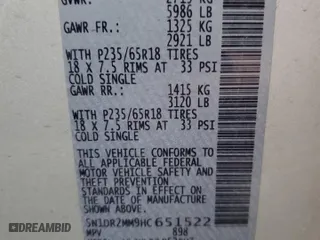 5986 LB
GAWR FR.: 1325 KG
2921 LB
WITH P235/65R18 TIRES
18 X 7.5 RIMS AT 33 PSI
COLD SINGLE
GAWR RR.: 1415 KG
3120 LB
WITH P235/65R18 TIRES
18 X 7.5 RIMS AT 33 PSI
COLD SINGLE
THIS VEHICLE CONFORMS TO
ALL APPLICABLE FEDERAL
MOTOR VEHICLE SAFETY AND
THEFT PREVENTION STANDARDS
IN EFFECT ON THE DATE OF
MANUFACTURE SHOWN ABOVE.
5N1DR2MM9HC651522
MPV 898